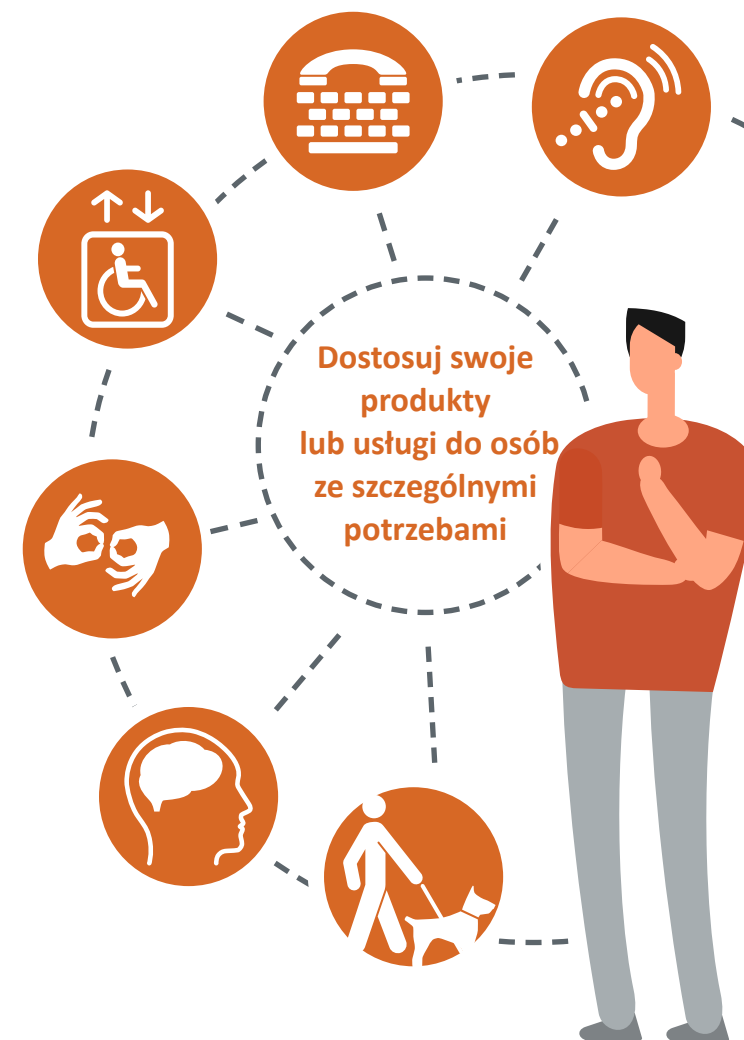 Dostosuj swoje
produkty
lub usługi do osób
ze szczególnymi
potrzebami